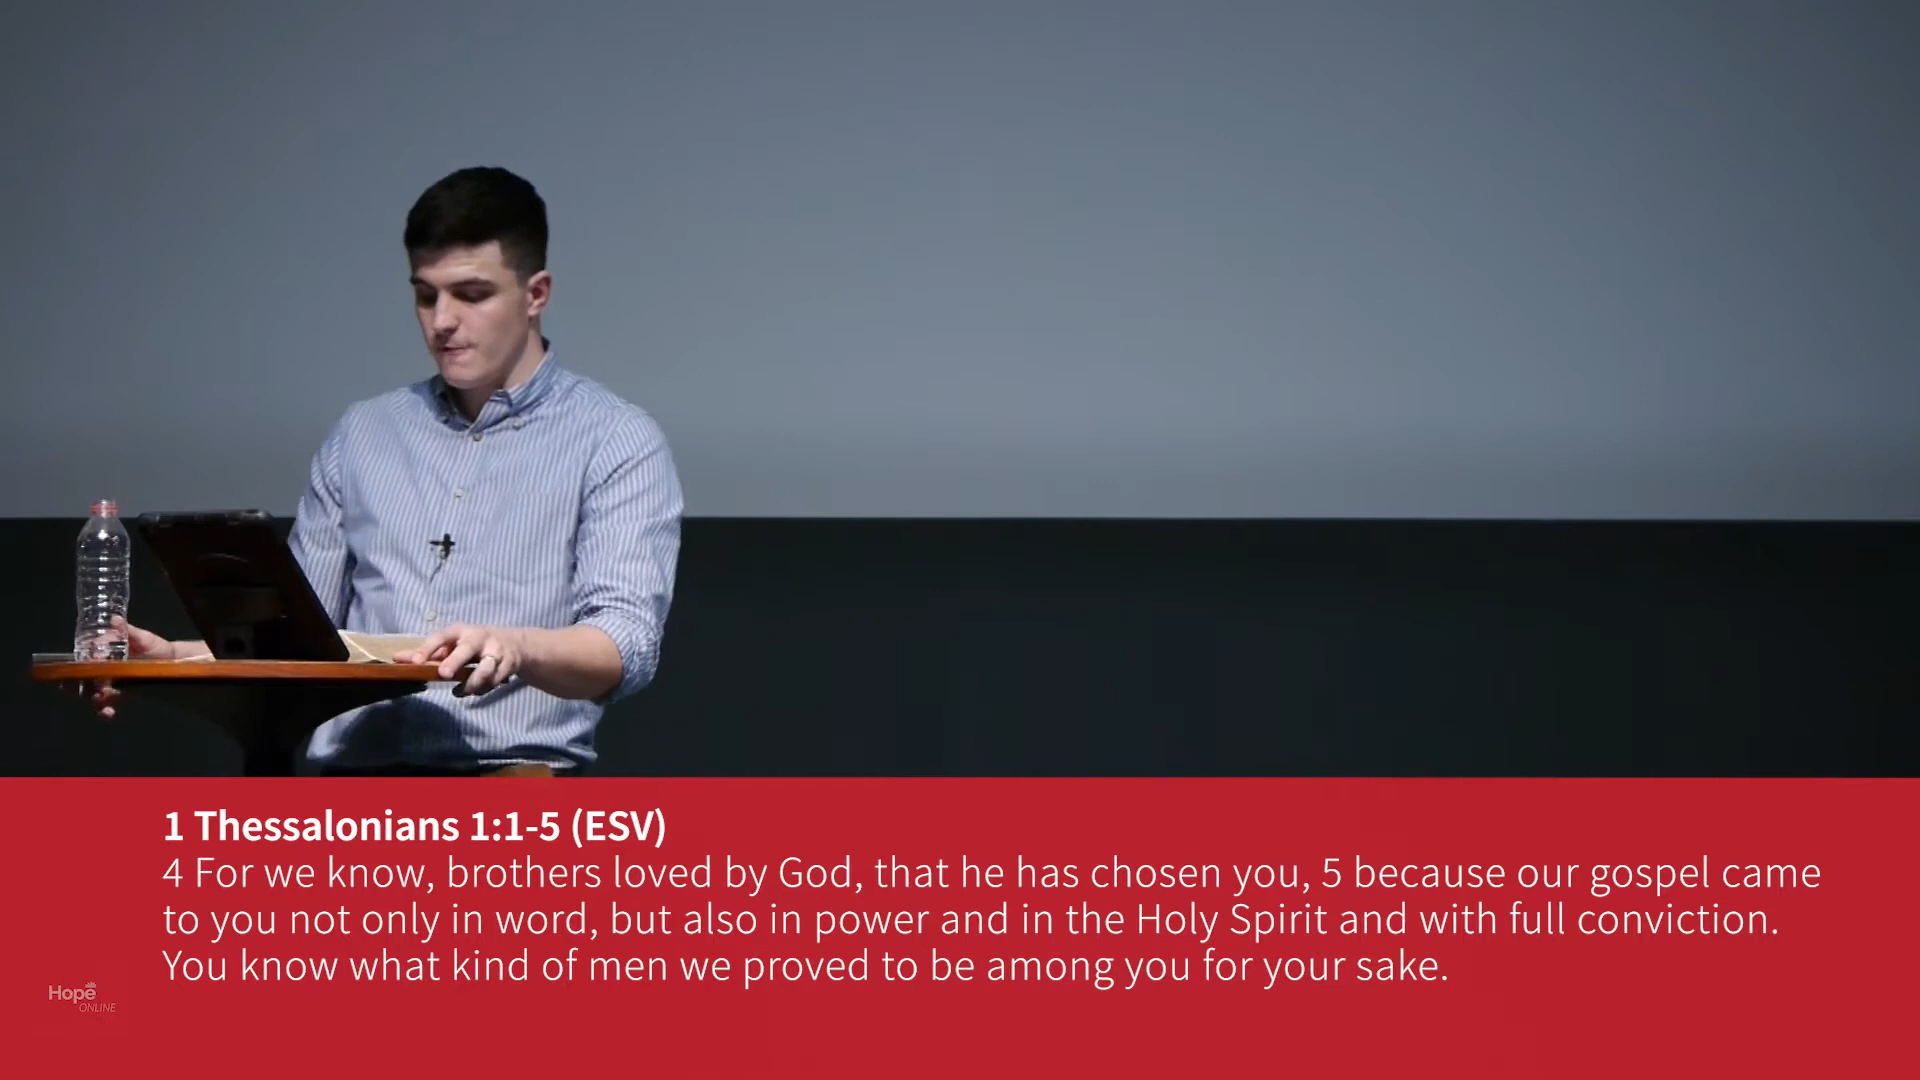 1 Thessalonians 1:1-5 (ESV)
4 For we know, brothers loved by God, that he has chosen you, 5 because our gospel came
to you not only in word, but also in power and in the Holy Spirit and with full conviction.
You know what kind of men we proved to be among you for your sake.
Hope
ONLINE